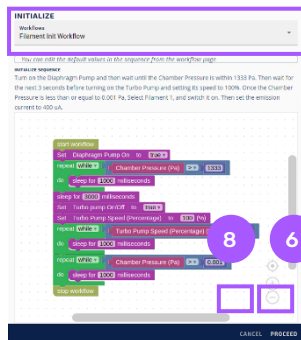 INITIALIZE
Workflows
Filament Init Workflow
You can edit the default values in the sequence from the workflow page
INITIALIZE SEQUENCE
Turn on the Diaphragm Pump and then wait until the Chamber Pressure is within 1333 Pa. Then wait for
the next 3 seconds before turning on the Turbo Pump and setting its speed to 100%. Once the Chamber
Pressure is less than or equal to 0.001 Pa, Select Filament 1, and switch it on. Then set the emission
current to 400 uA.
start workflow
Set Diaphragm Pump On to true
repeat while Chamber Pressure (Pa) >= 1333
do sleep for 1000 milliseconds
sleep for 3000 milliseconds
Set Turbo pump On/Off to true
Set Turbo Pump Speed (Percentage) to 100 (%)
repeat while Turbo Pump Speed (Percentage)
do sleep for 1000 milliseconds
repeat while Chamber Pressure (Pa) >= 0.001
do sleep for 1000 milliseconds
stop workflow
8
6
CANCEL PROCEED